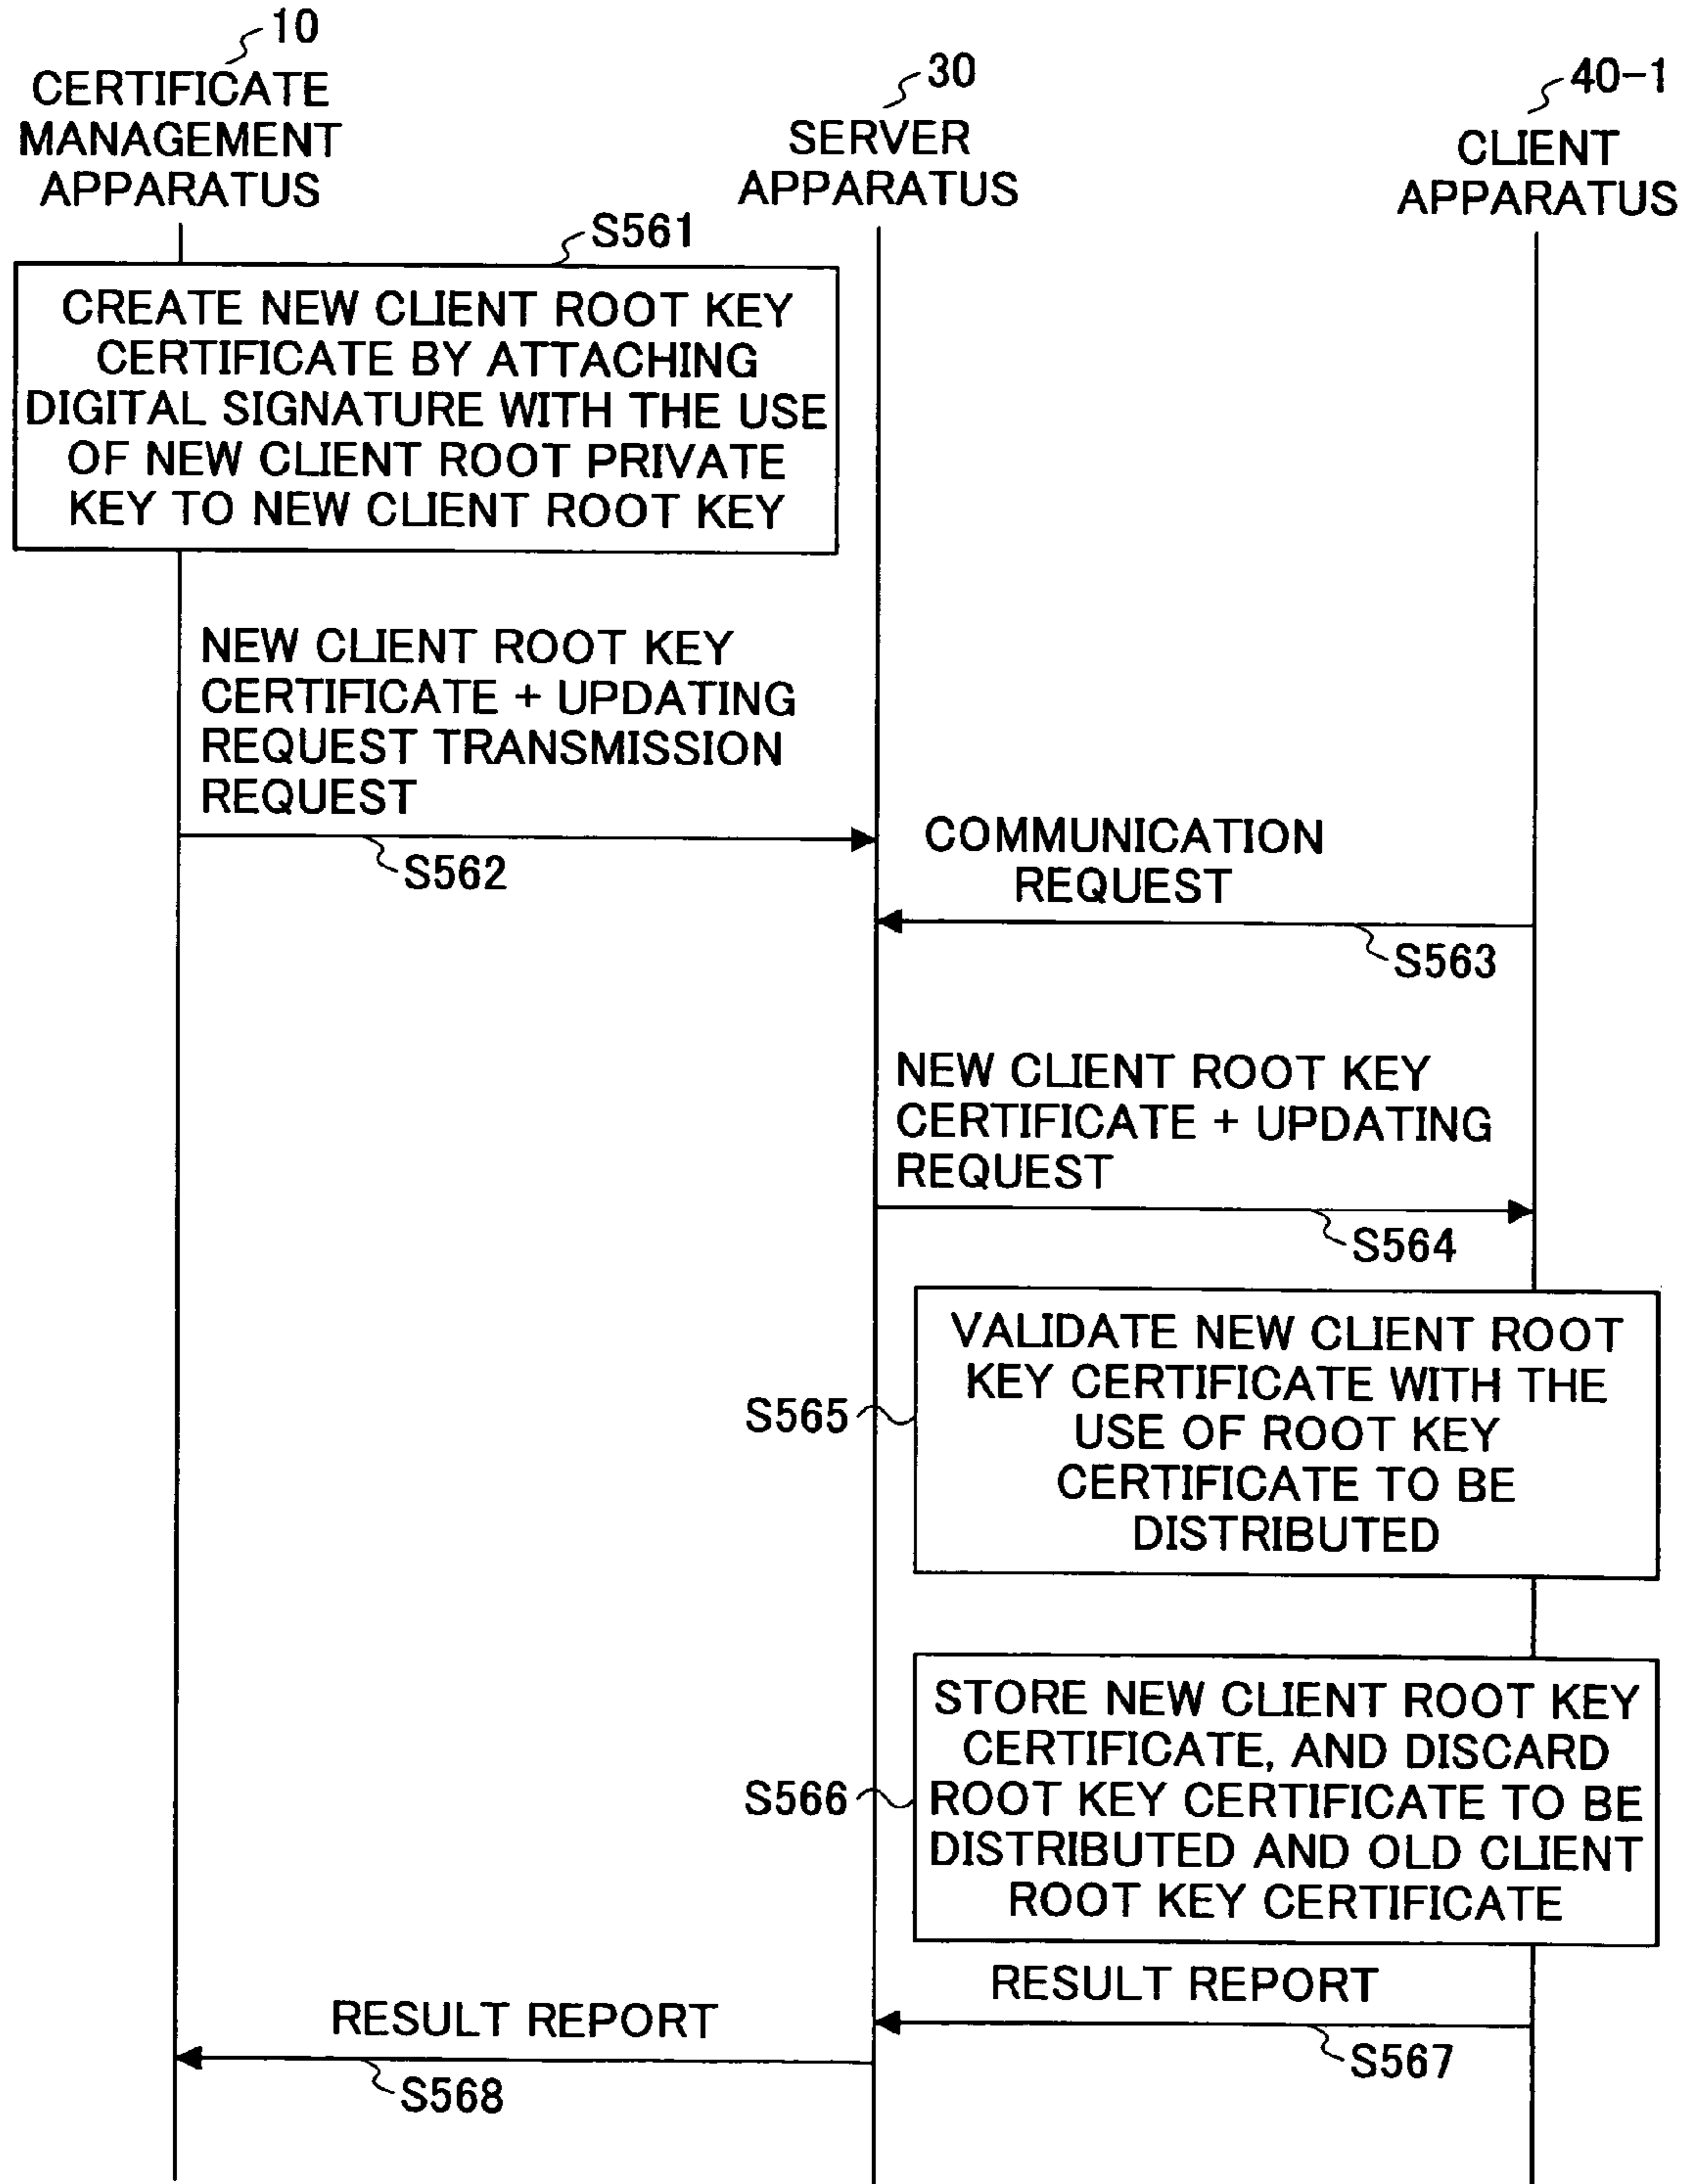 10
CERTIFICATE
MANAGEMENT
APPARATUS
30
SERVER
APPARATUS
40-1
CLIENT
APPARATUS
S561
CREATE NEW CLIENT ROOT KEY
CERTIFICATE BY ATTACHING
DIGITAL SIGNATURE WITH THE USE
OF NEW CLIENT ROOT PRIVATE
KEY TO NEW CLIENT ROOT KEY
NEW CLIENT ROOT KEY
CERTIFICATE + UPDATING
REQUEST TRANSMISSION
REQUEST
S562
COMMUNICATION
REQUEST
S563
NEW CLIENT ROOT KEY
CERTIFICATE + UPDATING
REQUEST
S564
S565
VALIDATE NEW CLIENT ROOT
KEY CERTIFICATE WITH THE
USE OF ROOT KEY
CERTIFICATE TO BE
DISTRIBUTED
S566
STORE NEW CLIENT ROOT KEY
CERTIFICATE, AND DISCARD
ROOT KEY CERTIFICATE TO BE
DISTRIBUTED AND OLD CLIENT
ROOT KEY CERTIFICATE
RESULT REPORT
S567
RESULT REPORT
S568